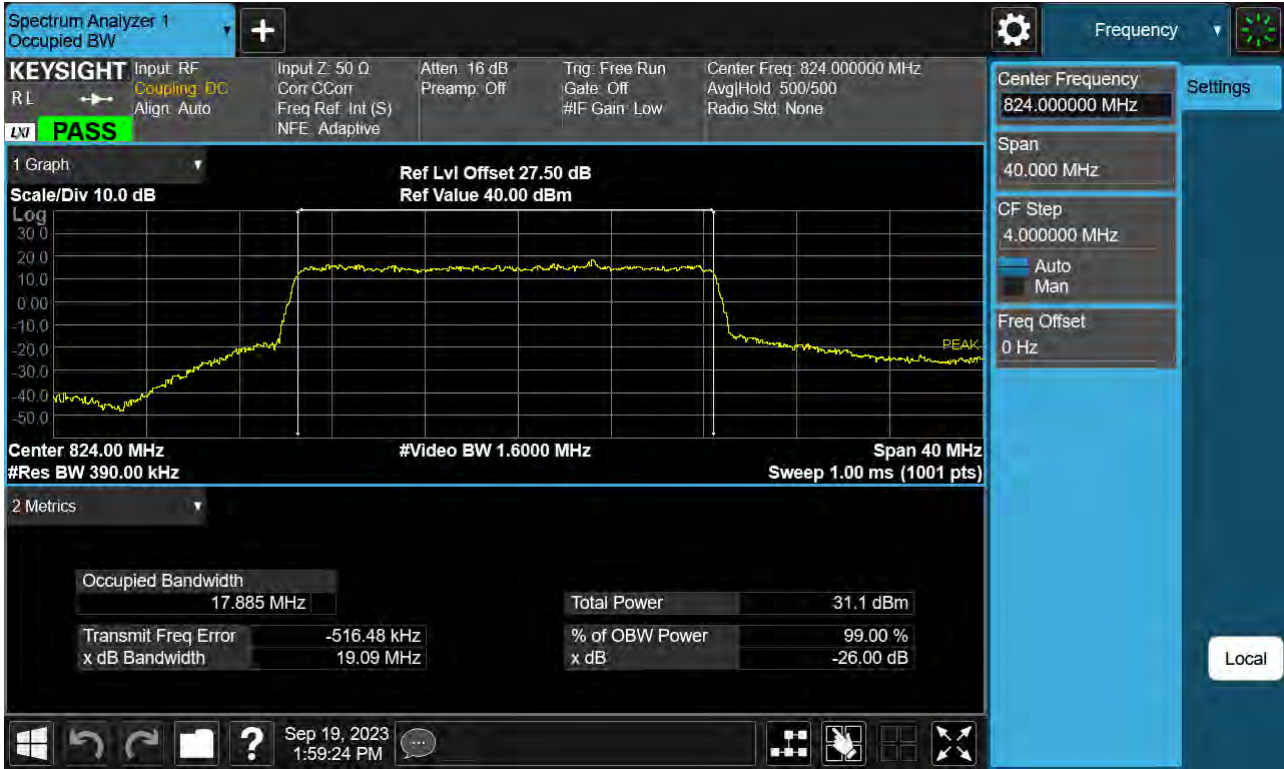 Spectrum Analyzer 1
Occupied BW
Frequency
KEYSIGHT
R L
LXI
PASS
Input: RF
Coupling: DC
Align: Auto
Input Z: 50 Ω
Corr CCorr
Freq Ref: Int (S)
NFE: Adaptive
Atten: 16 dB
Preamp: Off
Trig: Free Run
Gate: Off
#IF Gain: Low
Center Freq: 824.000000 MHz
Avg|Hold: 500/500
Radio Std: None
Center Frequency
824.000000 MHz
Settings
Span
40.000 MHz
CF Step
4.000000 MHz
Auto
Man
Freq Offset
0 Hz
1 Graph
Scale/Div 10.0 dB
Ref Lvl Offset 27.50 dB
Ref Value 40.00 dBm
Log
30.0
20.0
10.0
0.00
-10.0
-20.0
-30.0
-40.0
-50.0
PEAK
Center 824.00 MHz
#Video BW 1.6000 MHz
Span 40 MHz
#Res BW 390.00 kHz
Sweep 1.00 ms (1001 pts)
2 Metrics
Occupied Bandwidth
17.885 MHz
Total Power 31.1 dBm
Transmit Freq Error -516.48 kHz
% of OBW Power 99.00 %
x dB Bandwidth 19.09 MHz
x dB -26.00 dB
Local
Sep 19, 2023
1:59:24 PM